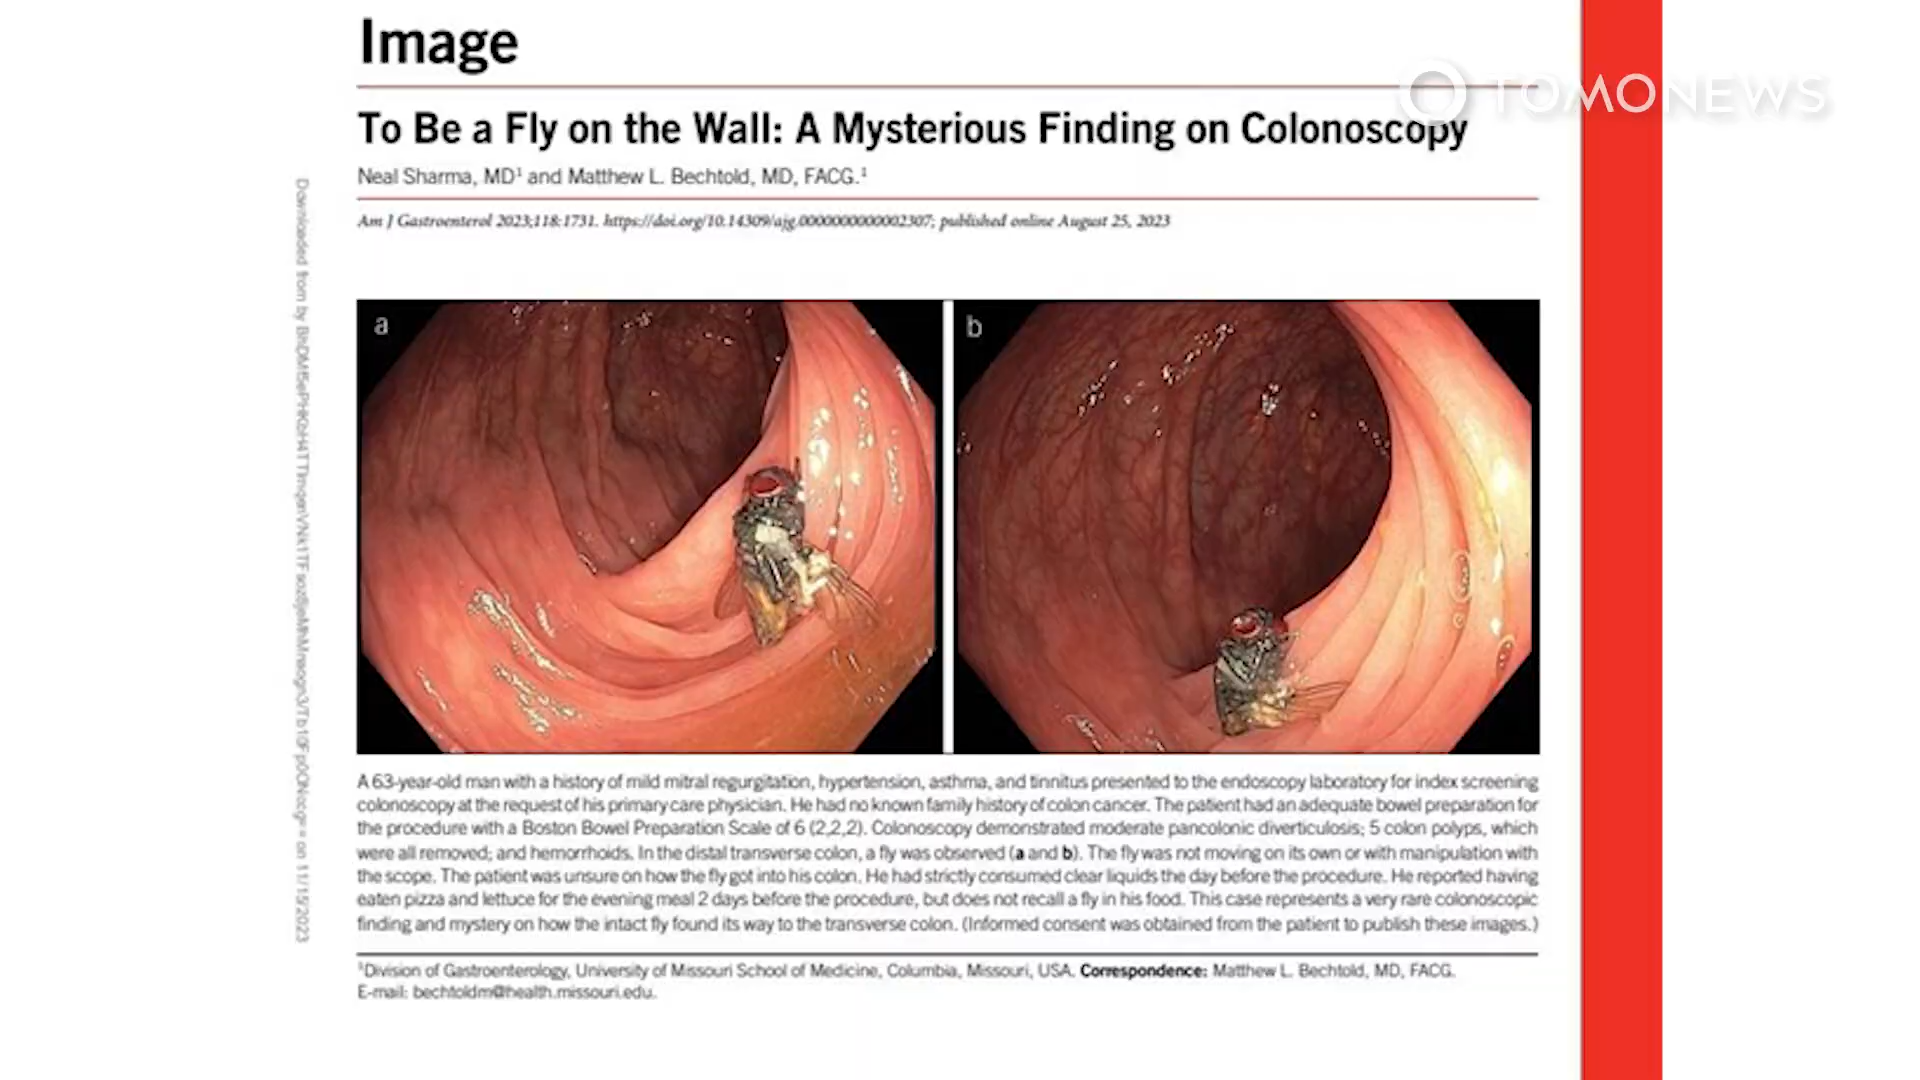 Image
TOMONEWS
To Be a Fly on the Wall: A Mysterious Finding on Colonoscopy
Neal Sharma, MD¹ and Matthew L. Bechtold, MD, FACG.¹
Am J Gastroenterol 2023;118:1731. https://doi.org/10.14309/ajg.0000000000002307; published online August 25, 2023
a
b
A 63-year-old man with a history of mild mitral regurgitation, hypertension, asthma, and tinnitus presented to the endoscopy laboratory for index screening
colonoscopy at the request of his primary care physician. He had no known family history of colon cancer. The patient had an adequate bowel preparation for
the procedure with a Boston Bowel Preparation Scale of 6 (2,2,2). Colonoscopy demonstrated moderate pancolonic diverticulosis; 5 colon polyps, which
were all removed; and hemorrhoids. In the distal transverse colon, a fly was observed (a and b). The fly was not moving on its own or with manipulation with
the scope. The patient was unsure on how the fly got into his colon. He had strictly consumed clear liquids the day before the procedure. He reported having
eaten pizza and lettuce for the evening meal 2 days before the procedure, but does not recall a fly in his food. This case represents a very rare colonoscopic
finding and mystery on how the intact fly found its way to the transverse colon. (Informed consent was obtained from the patient to publish these images.)
¹Division of Gastroenterology, University of Missouri School of Medicine, Columbia, Missouri, USA. Correspondence: Matthew L. Bechtold, MD, FACG.
E-mail: bechtoldm@health.missouri.edu.
Downloaded from by on 11/15/2023